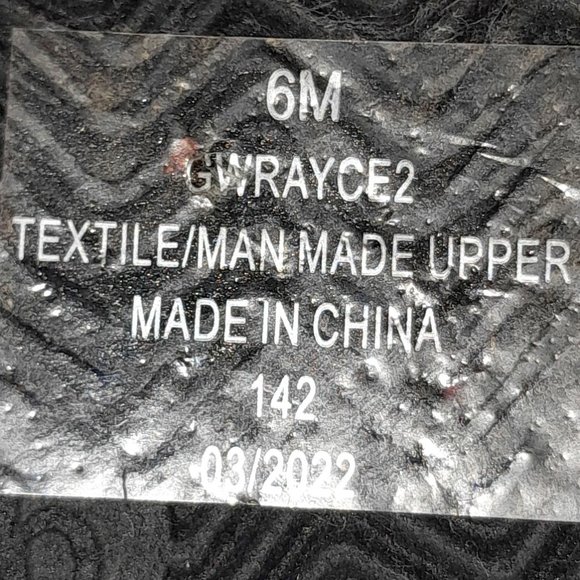 6M
GWRAYCE2
TEXTILE/MAN MADE UPPER
MADE IN CHINA
142
03/2022